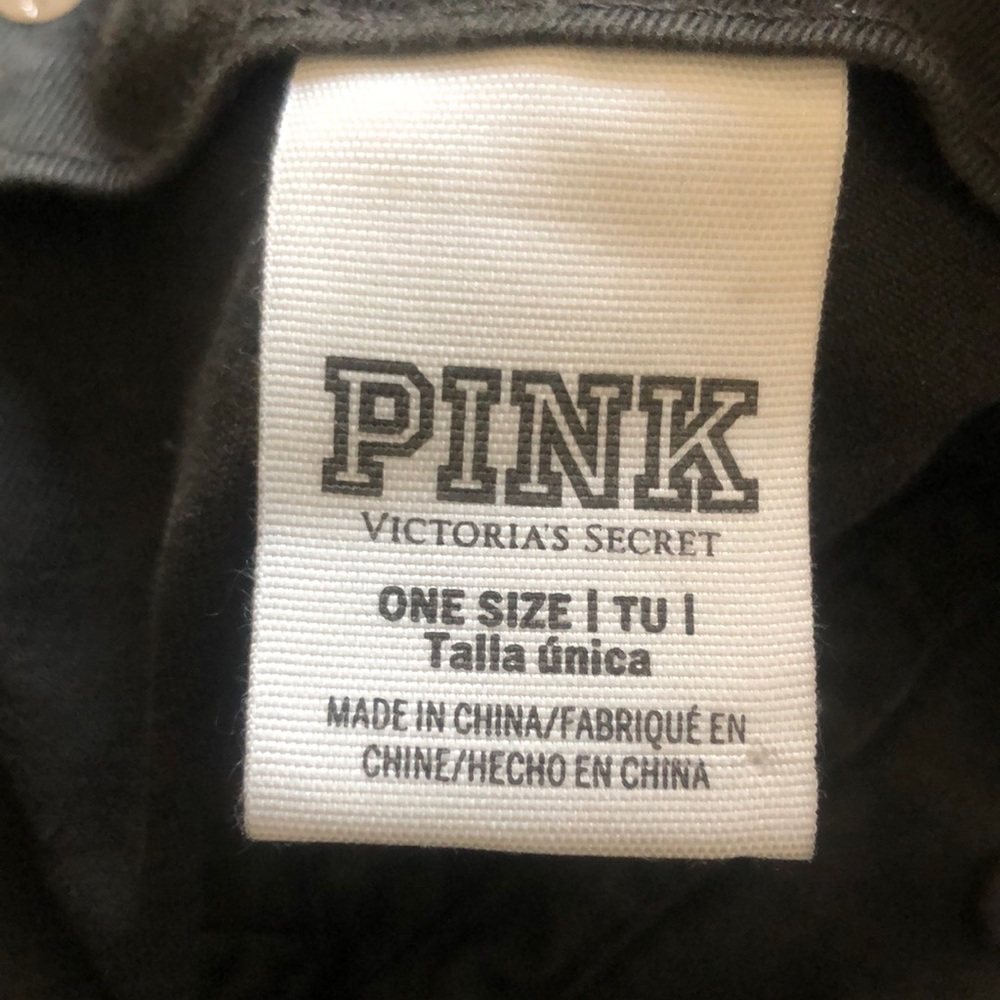 PINK
VICTORIA'S SECRET
ONE SIZE | TU |
Talla única
MADE IN CHINA/FABRIQUÉ EN
CHINE/HECHO EN CHINA